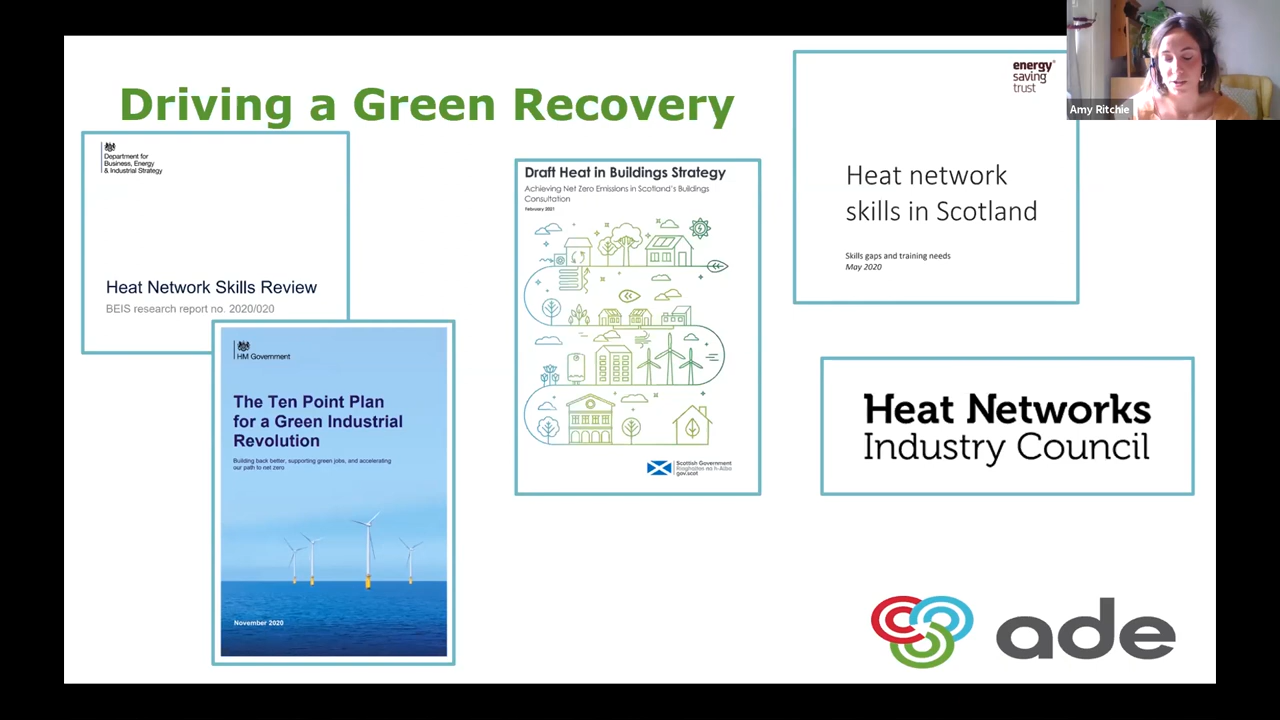 Driving a Green Recovery
Department for
Business, Energy
& Industrial Strategy
Heat Network Skills Review
BEIS research report no. 2020/020
HM Government
The Ten Point Plan
for a Green Industrial
Revolution
Building back better, supporting green jobs, and accelerating
our path to net zero
November 2020
Draft Heat in Buildings Strategy
Achieving Net Zero Emissions in Scotland's Buildings
Consultation
February 2021
Scottish Government
Riaghaltas na h-Alba
gov.scot
energy
saving
trust
Heat network
skills in Scotland
Skills gaps and training needs
May 2020
Heat Networks
Industry Council
ade
Amy Ritchie